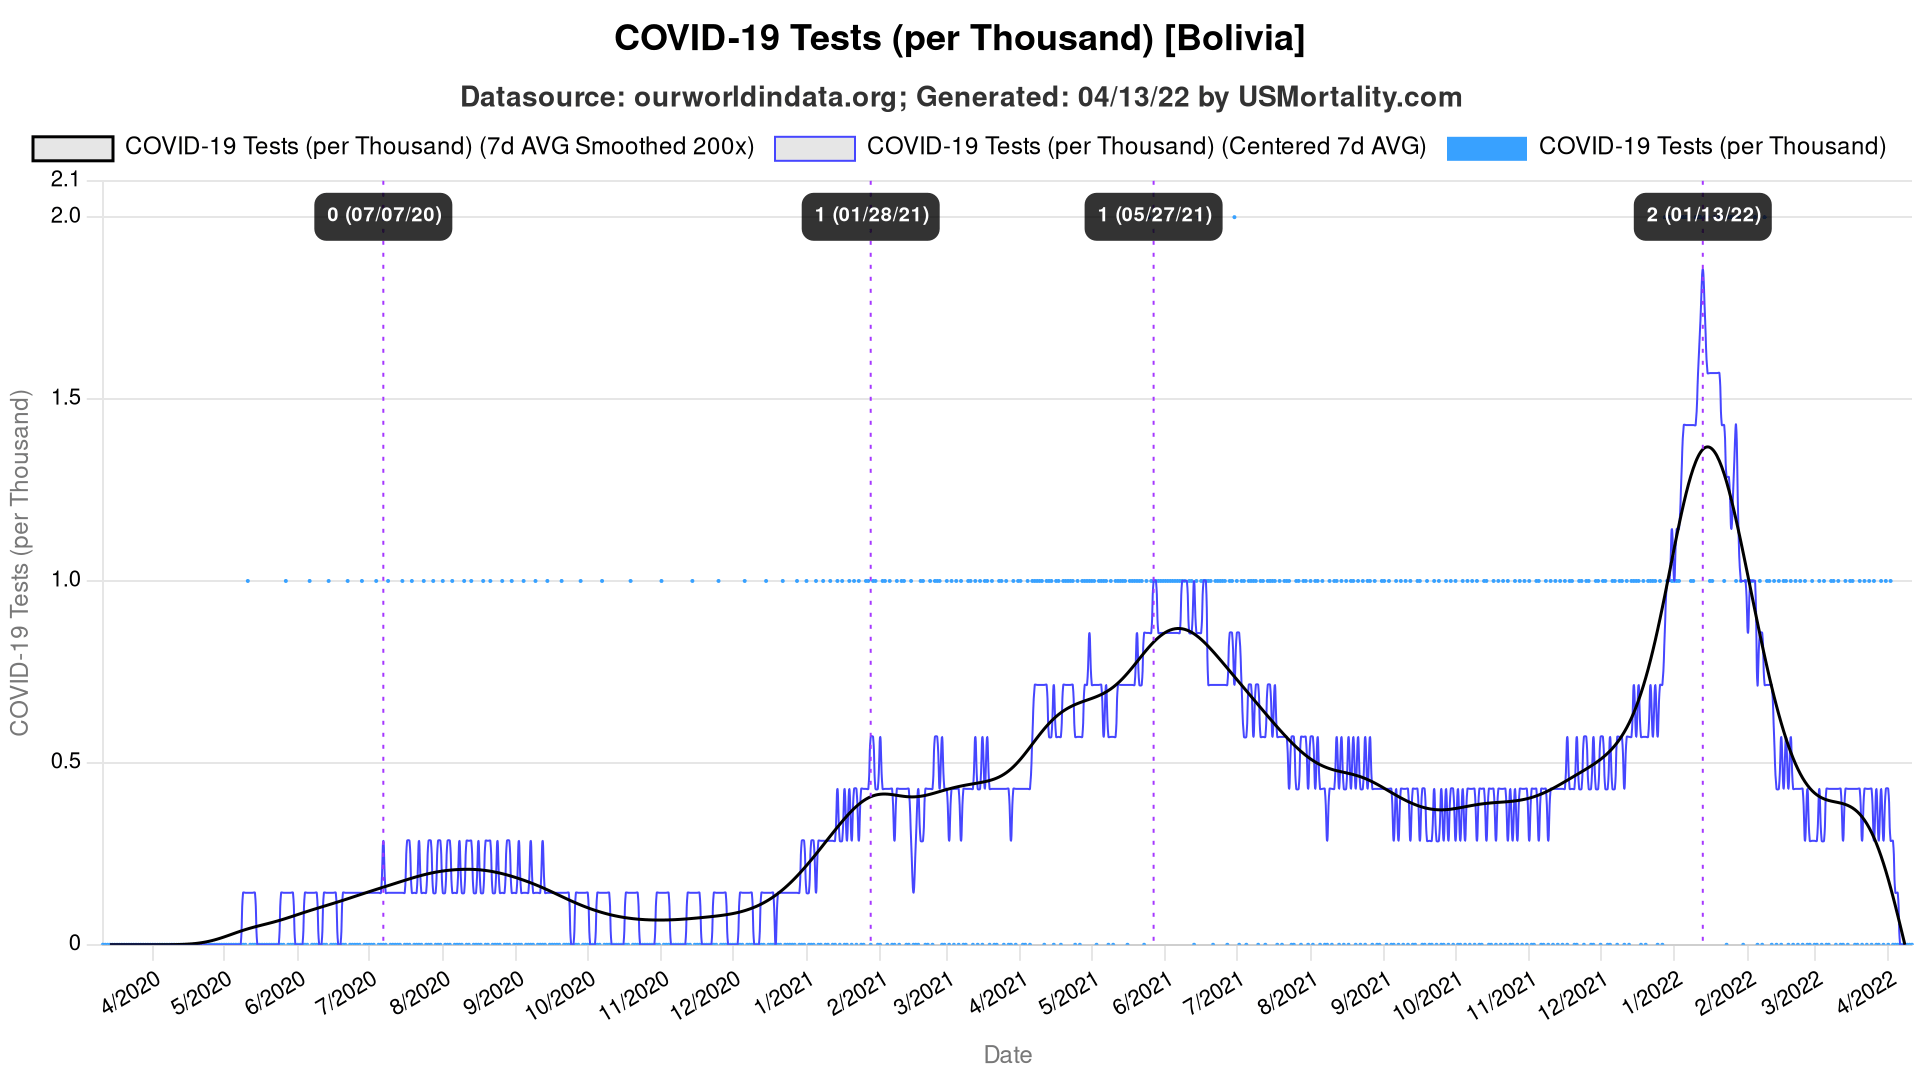 COVID-19 Tests (per Thousand) [Bolivia]
Datasource: ourworldindata.org; Generated: 04/13/22 by USMortality.com
COVID-19 Tests (per Thousand) (7d AVG Smoothed 200x) COVID-19 Tests (per Thousand) (Centered 7d AVG) COVID-19 Tests (per Thousand)
2.1
2.0
1.5
1.0
0.5
0
0 (07/07/20) 1 (01/28/21) 1 (05/27/21) 2 (01/13/22)
COVID-19 Tests (per Thousand)
4/2020 5/2020 6/2020 7/2020 8/2020 9/2020 10/2020 11/2020 12/2020 1/2021 2/2021 3/2021 4/2021 5/2021 6/2021 7/2021 8/2021 9/2021 10/2021 11/2021 12/2021 1/2022 2/2022 3/2022 4/2022
Date